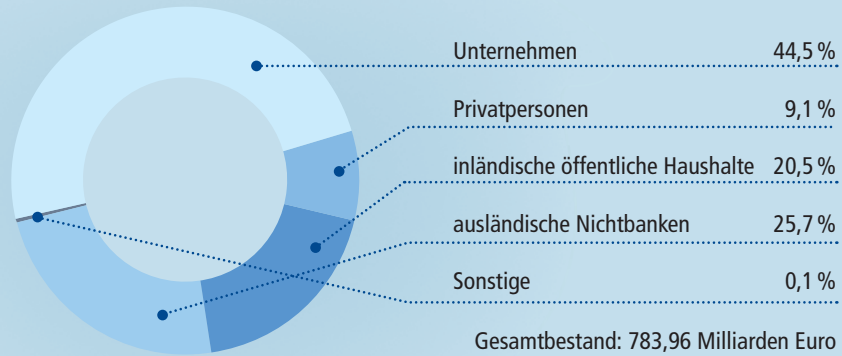 Unternehmen 44,5 %
Privatpersonen 9,1 %
inländische öffentliche Haushalte 20,5 %
ausländische Nichtbanken 25,7 %
Sonstige 0,1 %
Gesamtbestand: 783,96 Milliarden Euro